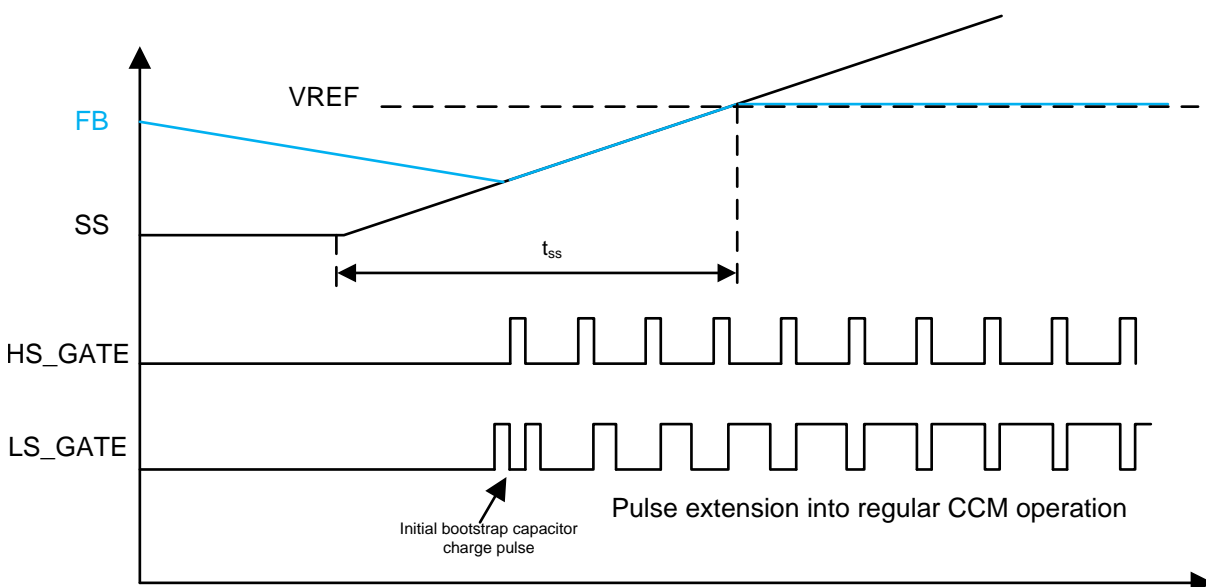 VREF
FB
SS
tss
HS_GATE
LS_GATE
Pulse extension into regular CCM operation
Initial bootstrap capacitor
charge pulse